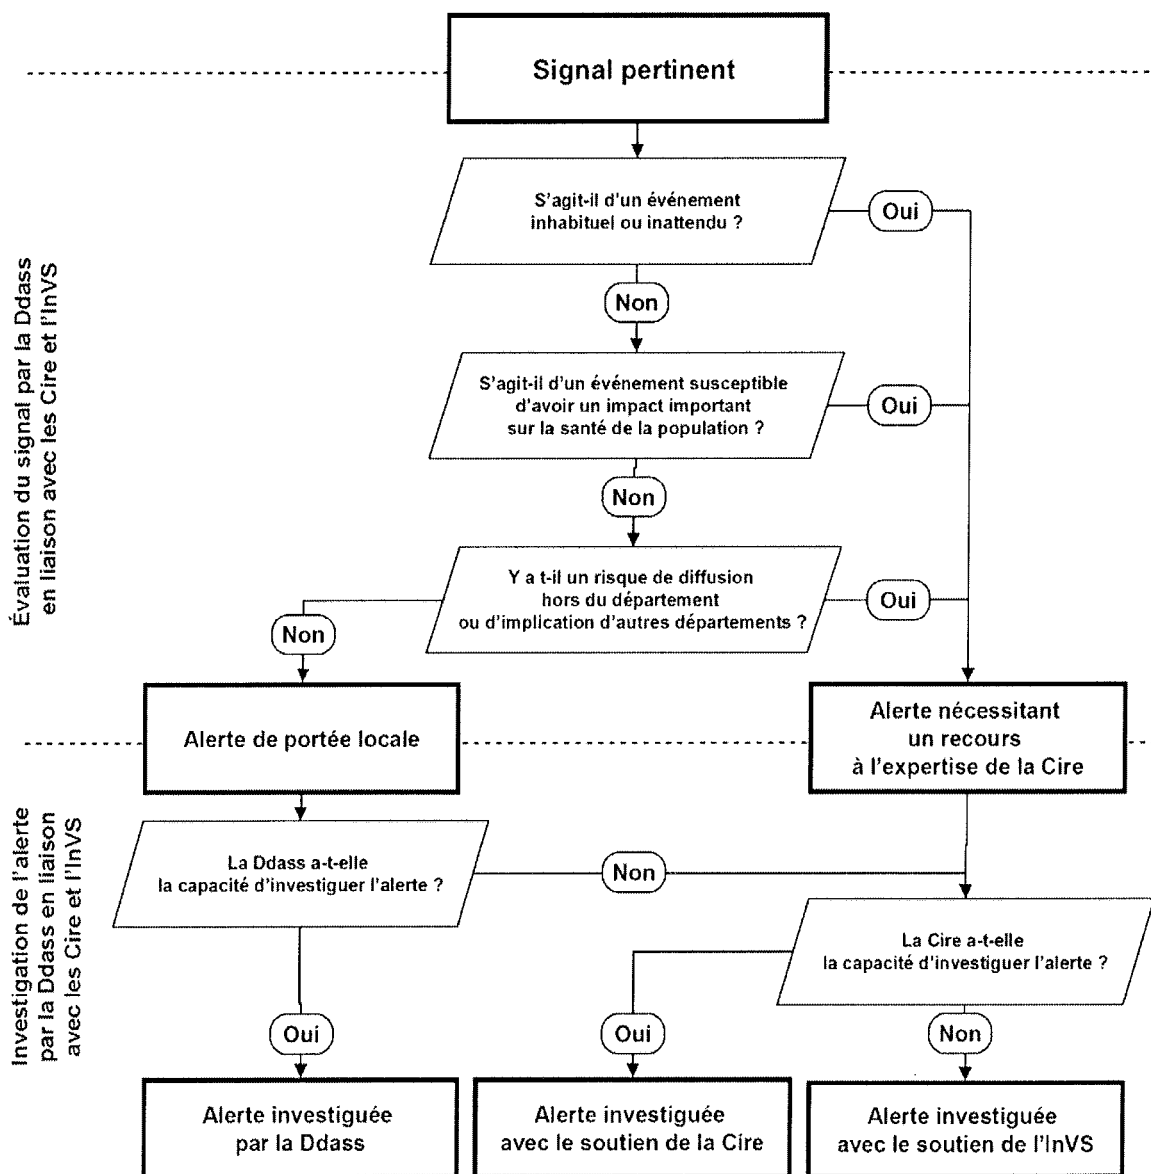 Signal pertinent
S'agit-il d'un événement
inhabituel ou inattendu ?
Oui
Non
S'agit-il d'un événement susceptible
d'avoir un impact important
sur la santé de la population ?
Oui
Non
Y a t-il un risque de diffusion
hors du département
ou d'implication d'autres départements ?
Oui
Non
Évaluation du signal par la Ddass
en liaison avec les Cire et l'InVS
Alerte de portée locale
Alerte nécessitant
un recours
à l'expertise de la Cire
La Ddass a-t-elle
la capacité d'investiguer l'alerte ?
Non
La Cire a-t-elle
la capacité d'investiguer l'alerte ?
Investigation de l'alerte
par la Ddass en liaison
avec les Cire et l'InVS
Oui
Oui
Non
Alerte investiguée
par la Ddass
Alerte investiguée
avec le soutien de la Cire
Alerte investiguée
avec le soutien de l'InVS